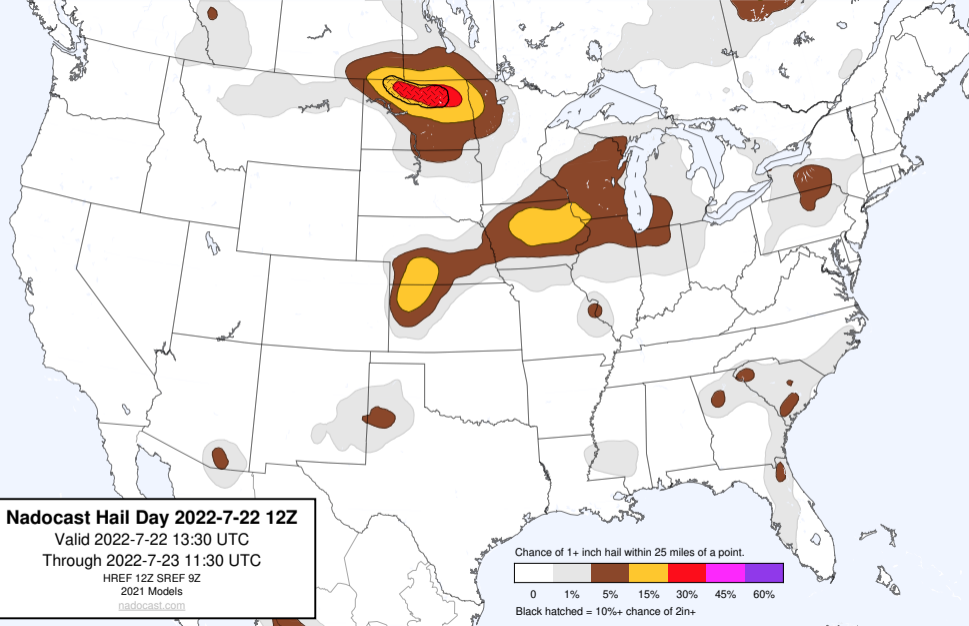 Nadocast Hail Day 2022-7-22 12Z
Valid 2022-7-22 13:30 UTC
Through 2022-7-23 11:30 UTC
HREF 12Z SREF 9Z
2021 Models
nadocast.com
Chance of 1+ inch hail within 25 miles of a point.
0 1% 5% 15% 30% 45% 60%
Black hatched = 10%+ chance of 2in+